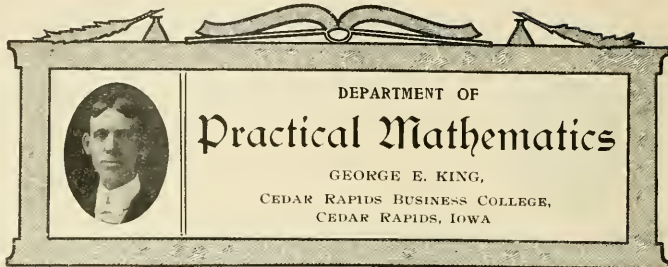 DEPARTMENT OF
Practical Mathematics
GEORGE E. KING,
CEDAR RAPIDS BUSINESS COLLEGE,
CEDAR RAPIDS, IOWA